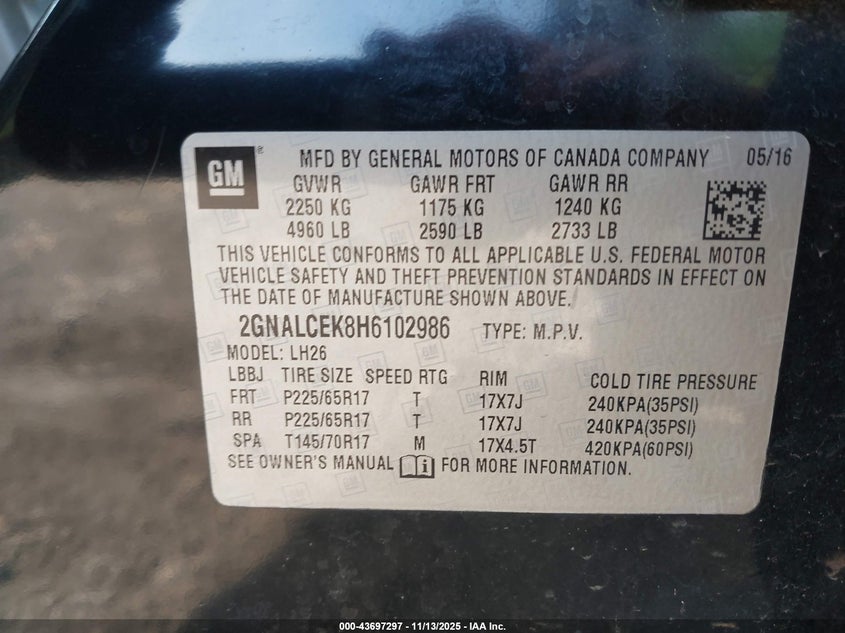 GM ® MFD BY GENERAL MOTORS OF CANADA COMPANY 05/16
GVWR GAWR FRT GAWR RR
2250 KG 1175 KG 1240 KG
4960 LB 2590 LB 2733 LB
THIS VEHICLE CONFORMS TO ALL APPLICABLE U.S. FEDERAL MOTOR
VEHICLE SAFETY AND THEFT PREVENTION STANDARDS IN EFFECT ON
THE DATE OF MANUFACTURE SHOWN ABOVE.
2GNALCEK8H6102986 TYPE: M.P.V.
MODEL: LH26
LBBJ TIRE SIZE SPEED RTG RIM COLD TIRE PRESSURE
FRT P225/65R17 T 17X7J 240KPA(35PSI)
RR P225/65R17 T 17X7J 240KPA(35PSI)
SPA T145/70R17 M 17X4.5T 420KPA(60PSI)
SEE OWNER'S MANUAL FOR MORE INFORMATION.
000-43697297 - 11/13/2025 - IAA Inc.